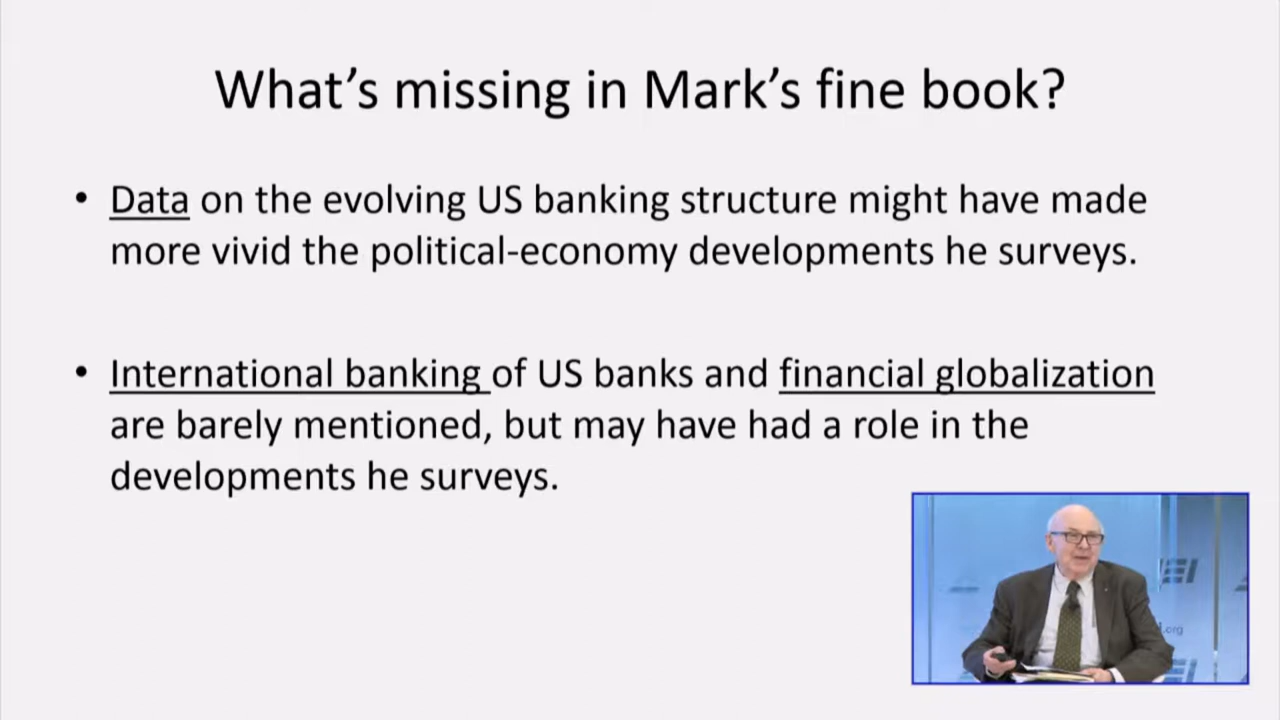 What’s missing in Mark’s fine book?
• Data on the evolving US banking structure might have made
more vivid the political-economy developments he surveys.
• International banking of US banks and financial globalization
are barely mentioned, but may have had a role in the
developments he surveys.